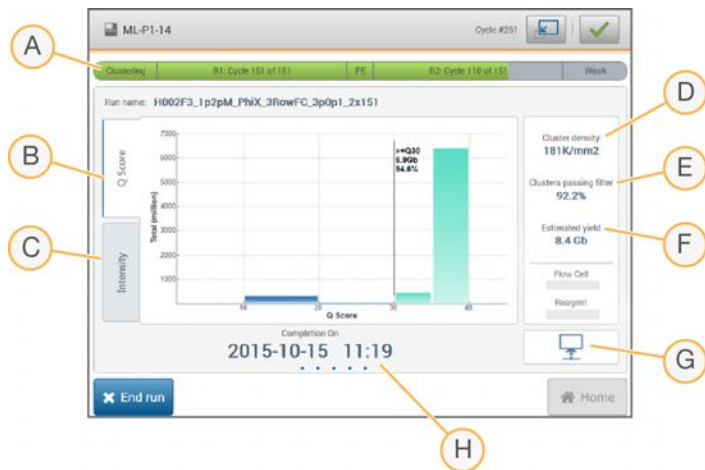 ML-P1-14
Cycle #251
A
Clustering
R1: Cycle 151 of 151
PE
R2: Cycle 110 of 151
Wash
Run name: H002F3_1p2pM_PhiX_3RowFC_3p0p1_2x151
B
Q Score
C
Intensity
Total (million)
7000
6000
5000
4000
3000
2000
1000
>=Q30
6.9Gb
94.6%
10
20
30
40
Q Score
D
Cluster density
181K/mm2
E
Clusters passing filter
92.2%
F
Estimated yield
8.4 Gb
Flow Cell
Reagent
G
Completion On
2015-10-15 11:19
H
End run
Home